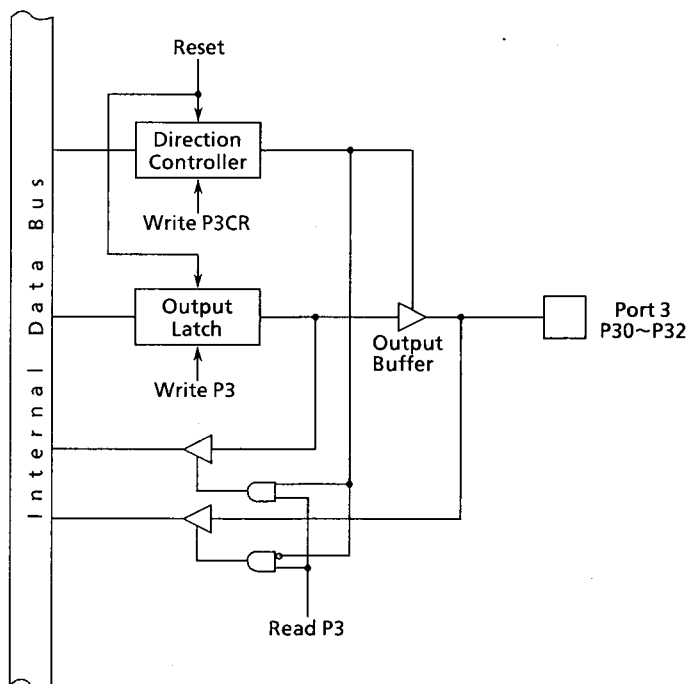 Reset
Direction
Controller
Write P3CR
Internal Data Bus
Output
Latch
Write P3
Output
Buffer
Port 3
P30~P32
Read P3